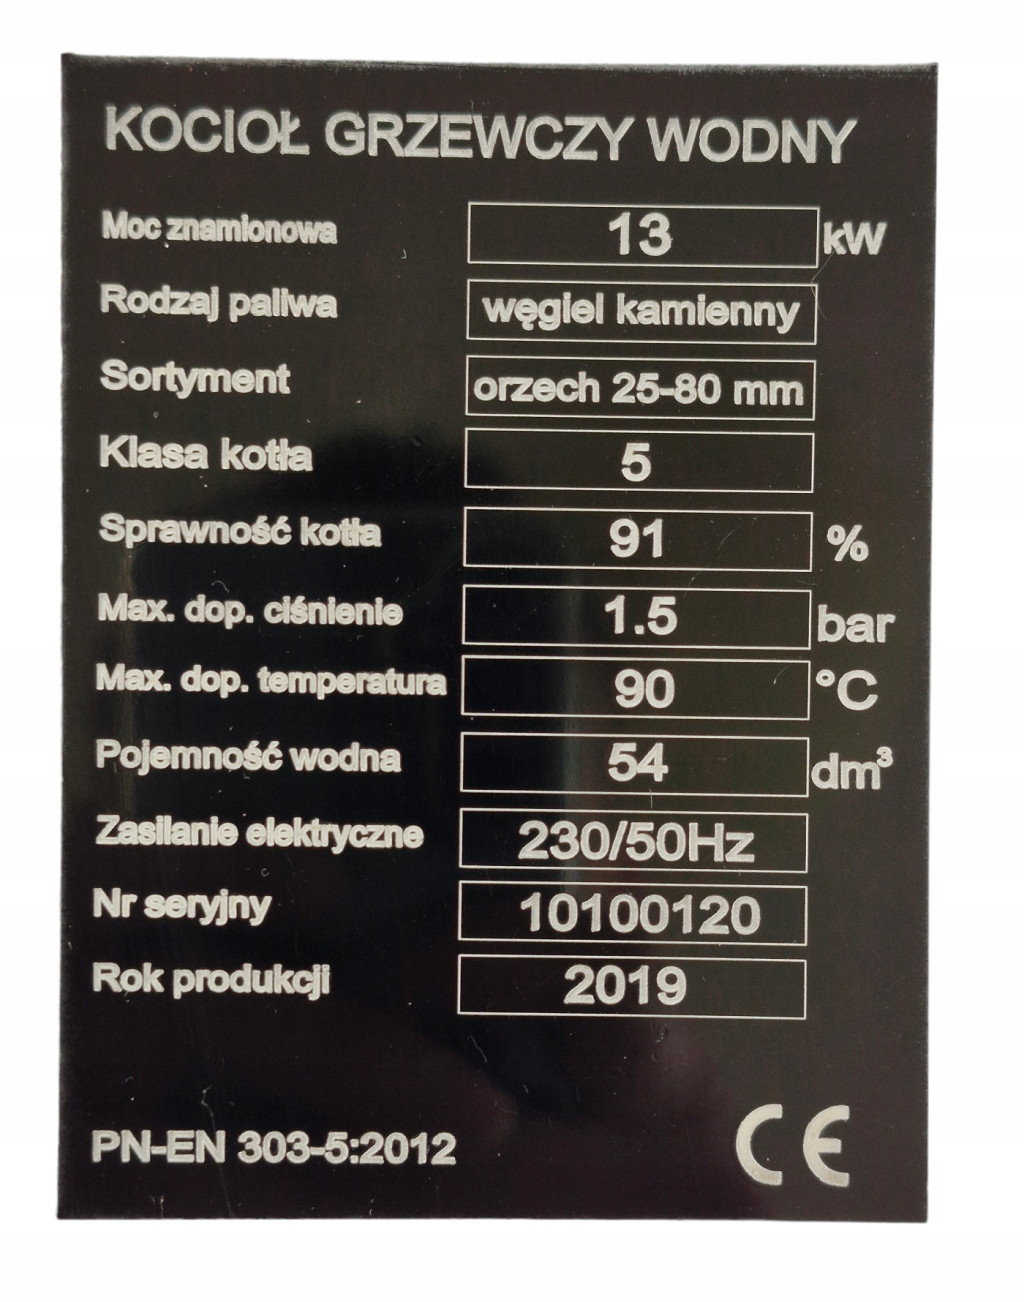 KOCIOŁ GRZEWCZY WODNY
Moc znamionowa 13 kW
Rodzaj paliwa węgiel kamienny
Sortyment orzech 25-80 mm
Klasa kotła 5
Sprawność kotła 91 %
Max. dop. ciśnienie 1.5 bar
Max. dop. temperatura 90 °C
Pojemność wodna 54 dm³
Zasilanie elektryczne 230/50Hz
Nr seryjny 10100120
Rok produkcji 2019
PN-EN 303-5:2012 CE